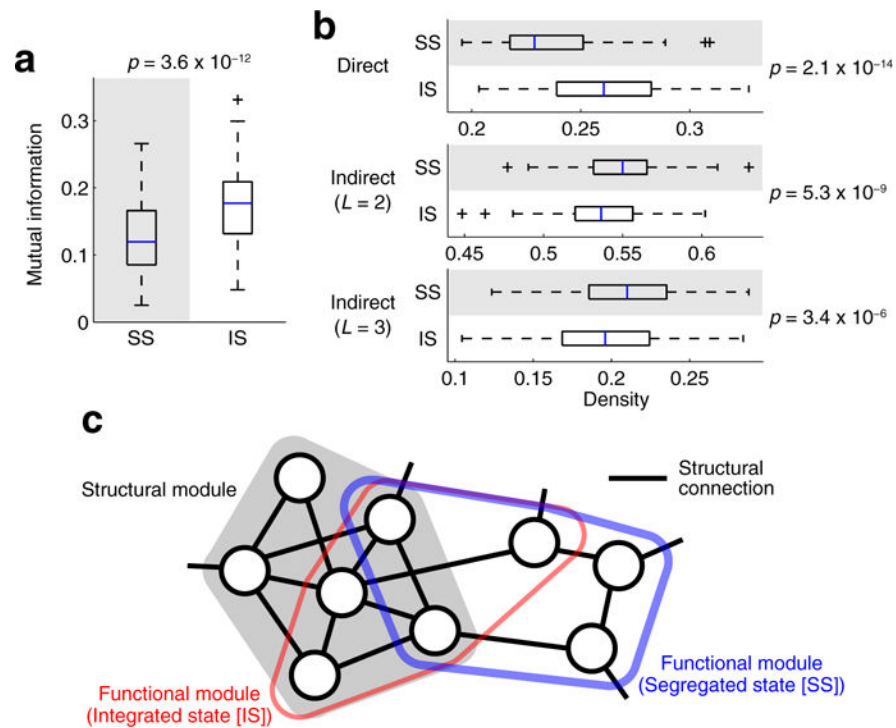 a
p = 3.6 x 10⁻¹²
Mutual information
0.3
0.2
0.1
0
SS
IS
b
Direct
SS
IS
p = 2.1 x 10⁻¹⁴
0.2
0.25
0.3
Indirect
(L = 2)
SS
IS
p = 5.3 x 10⁻⁹
0.45
0.5
0.55
0.6
Indirect
(L = 3)
SS
IS
p = 3.4 x 10⁻⁶
0.1
0.15
0.2
0.25
Density
c
Structural module
Structural
connection
Functional module
(Integrated state [IS])
Functional module
(Segregated state [SS])